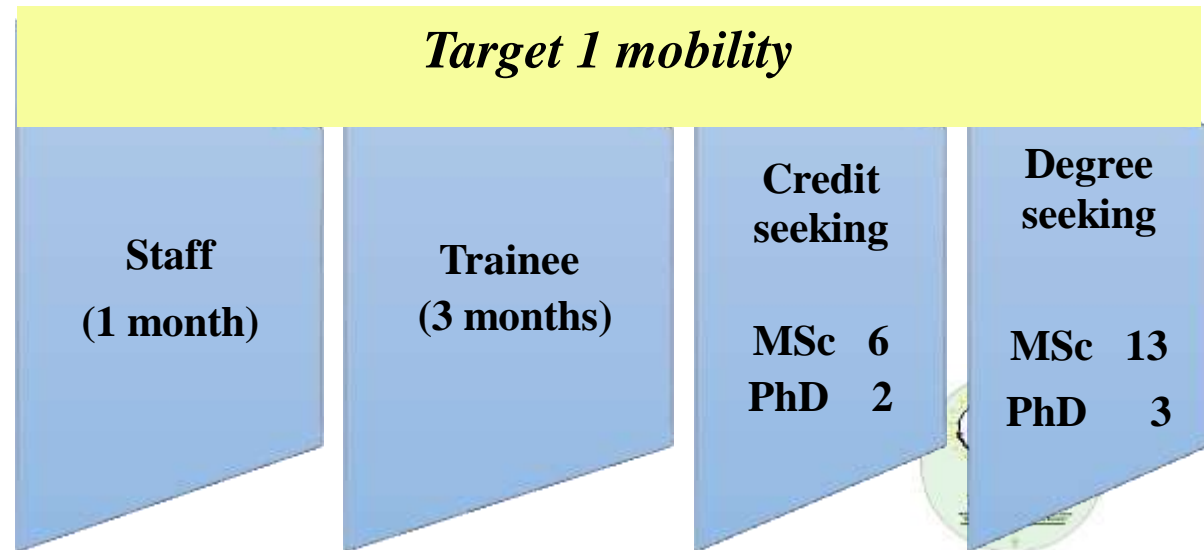 Target 1 mobility
Staff
(1 month)
Trainee
(3 months)
Credit
seeking
MSc 6
PhD 2
Degree
seeking
MSc 13
PhD 3